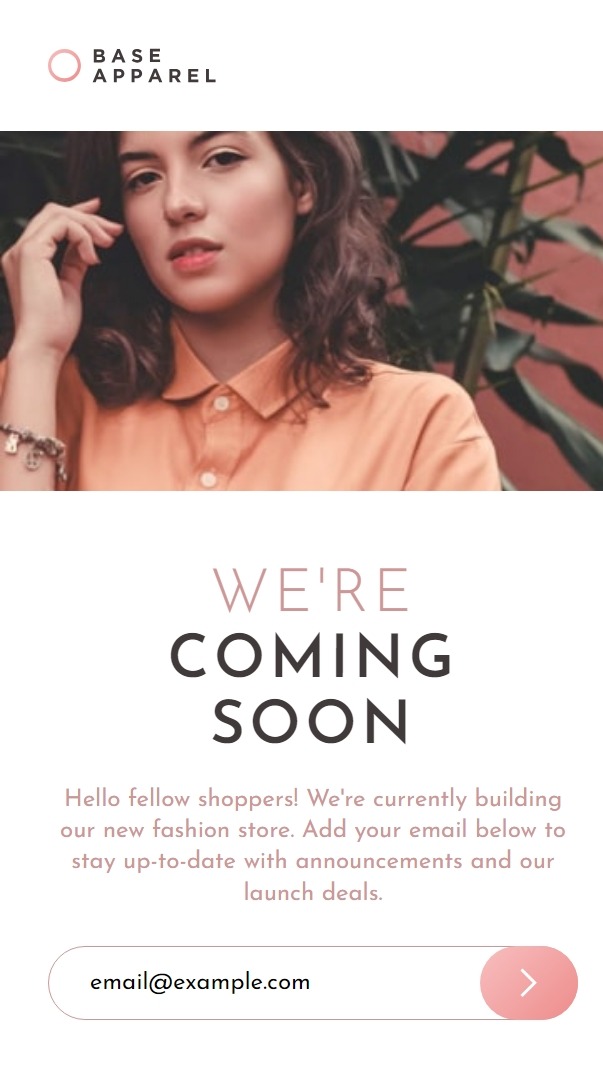 BASE
APPAREL
WE'RE
COMING
SOON
Hello fellow shoppers! We're currently building
our new fashion store. Add your email below to
stay up-to-date with announcements and our
launch deals.
email@example.com